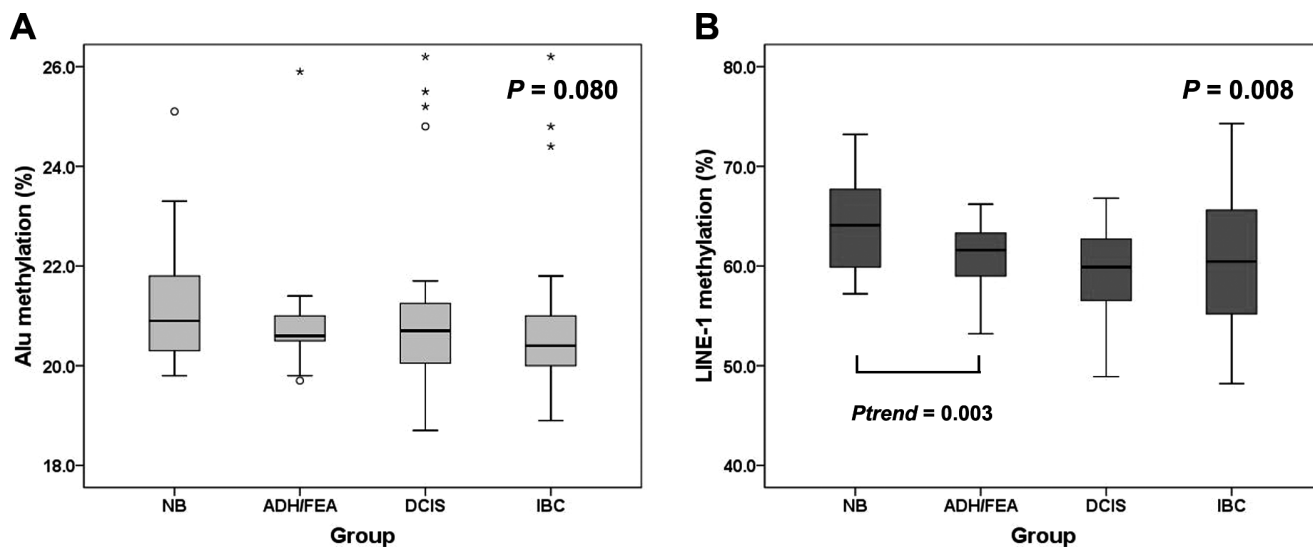 A
Alu methylation (%)
26.0
24.0
22.0
20.0
18.0
P = 0.080
NB
ADH/FEA
DCIS
IBC
Group
B
LINE-1 methylation (%)
80.0
70.0
60.0
50.0
40.0
P = 0.008
Ptrend = 0.003
NB
ADH/FEA
DCIS
IBC
Group